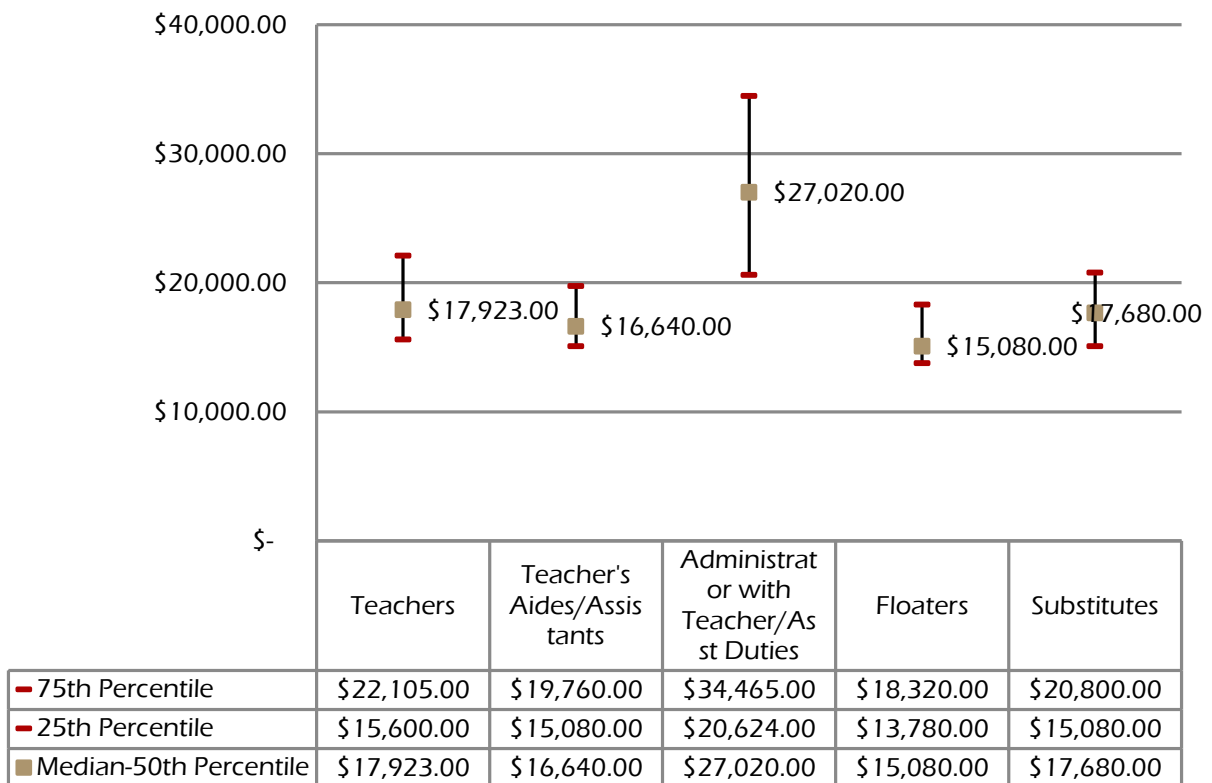 $40,000.00
$30,000.00
$27,020.00
$20,000.00
$17,923.00
$16,640.00
$15,080.00
$17,680.00
$10,000.00
$-
Teachers
Teacher's
Aides/Assis
tants
Administrat
or with
Teacher/As
st Duties
Floaters
Substitutes
75th Percentile $22,105.00 $19,760.00 $34,465.00 $18,320.00 $20,800.00
25th Percentile $15,600.00 $15,080.00 $20,624.00 $13,780.00 $15,080.00
Median-50th Percentile $17,923.00 $16,640.00 $27,020.00 $15,080.00 $17,680.00